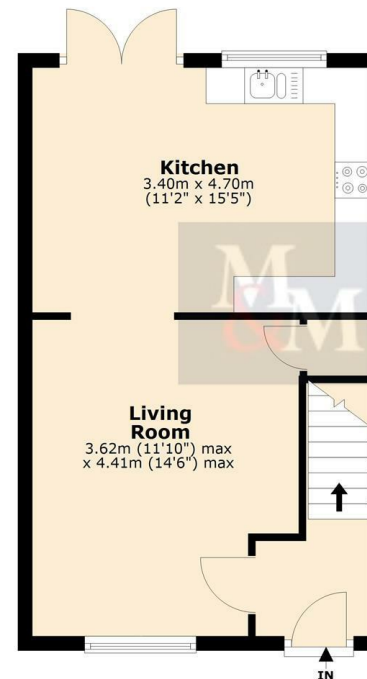 Kitchen
3.40m x 4.70m
(11'2" x 15'5")
M&M
Living
Room
3.62m (11'10") max
x 4.41m (14'6") max
IN